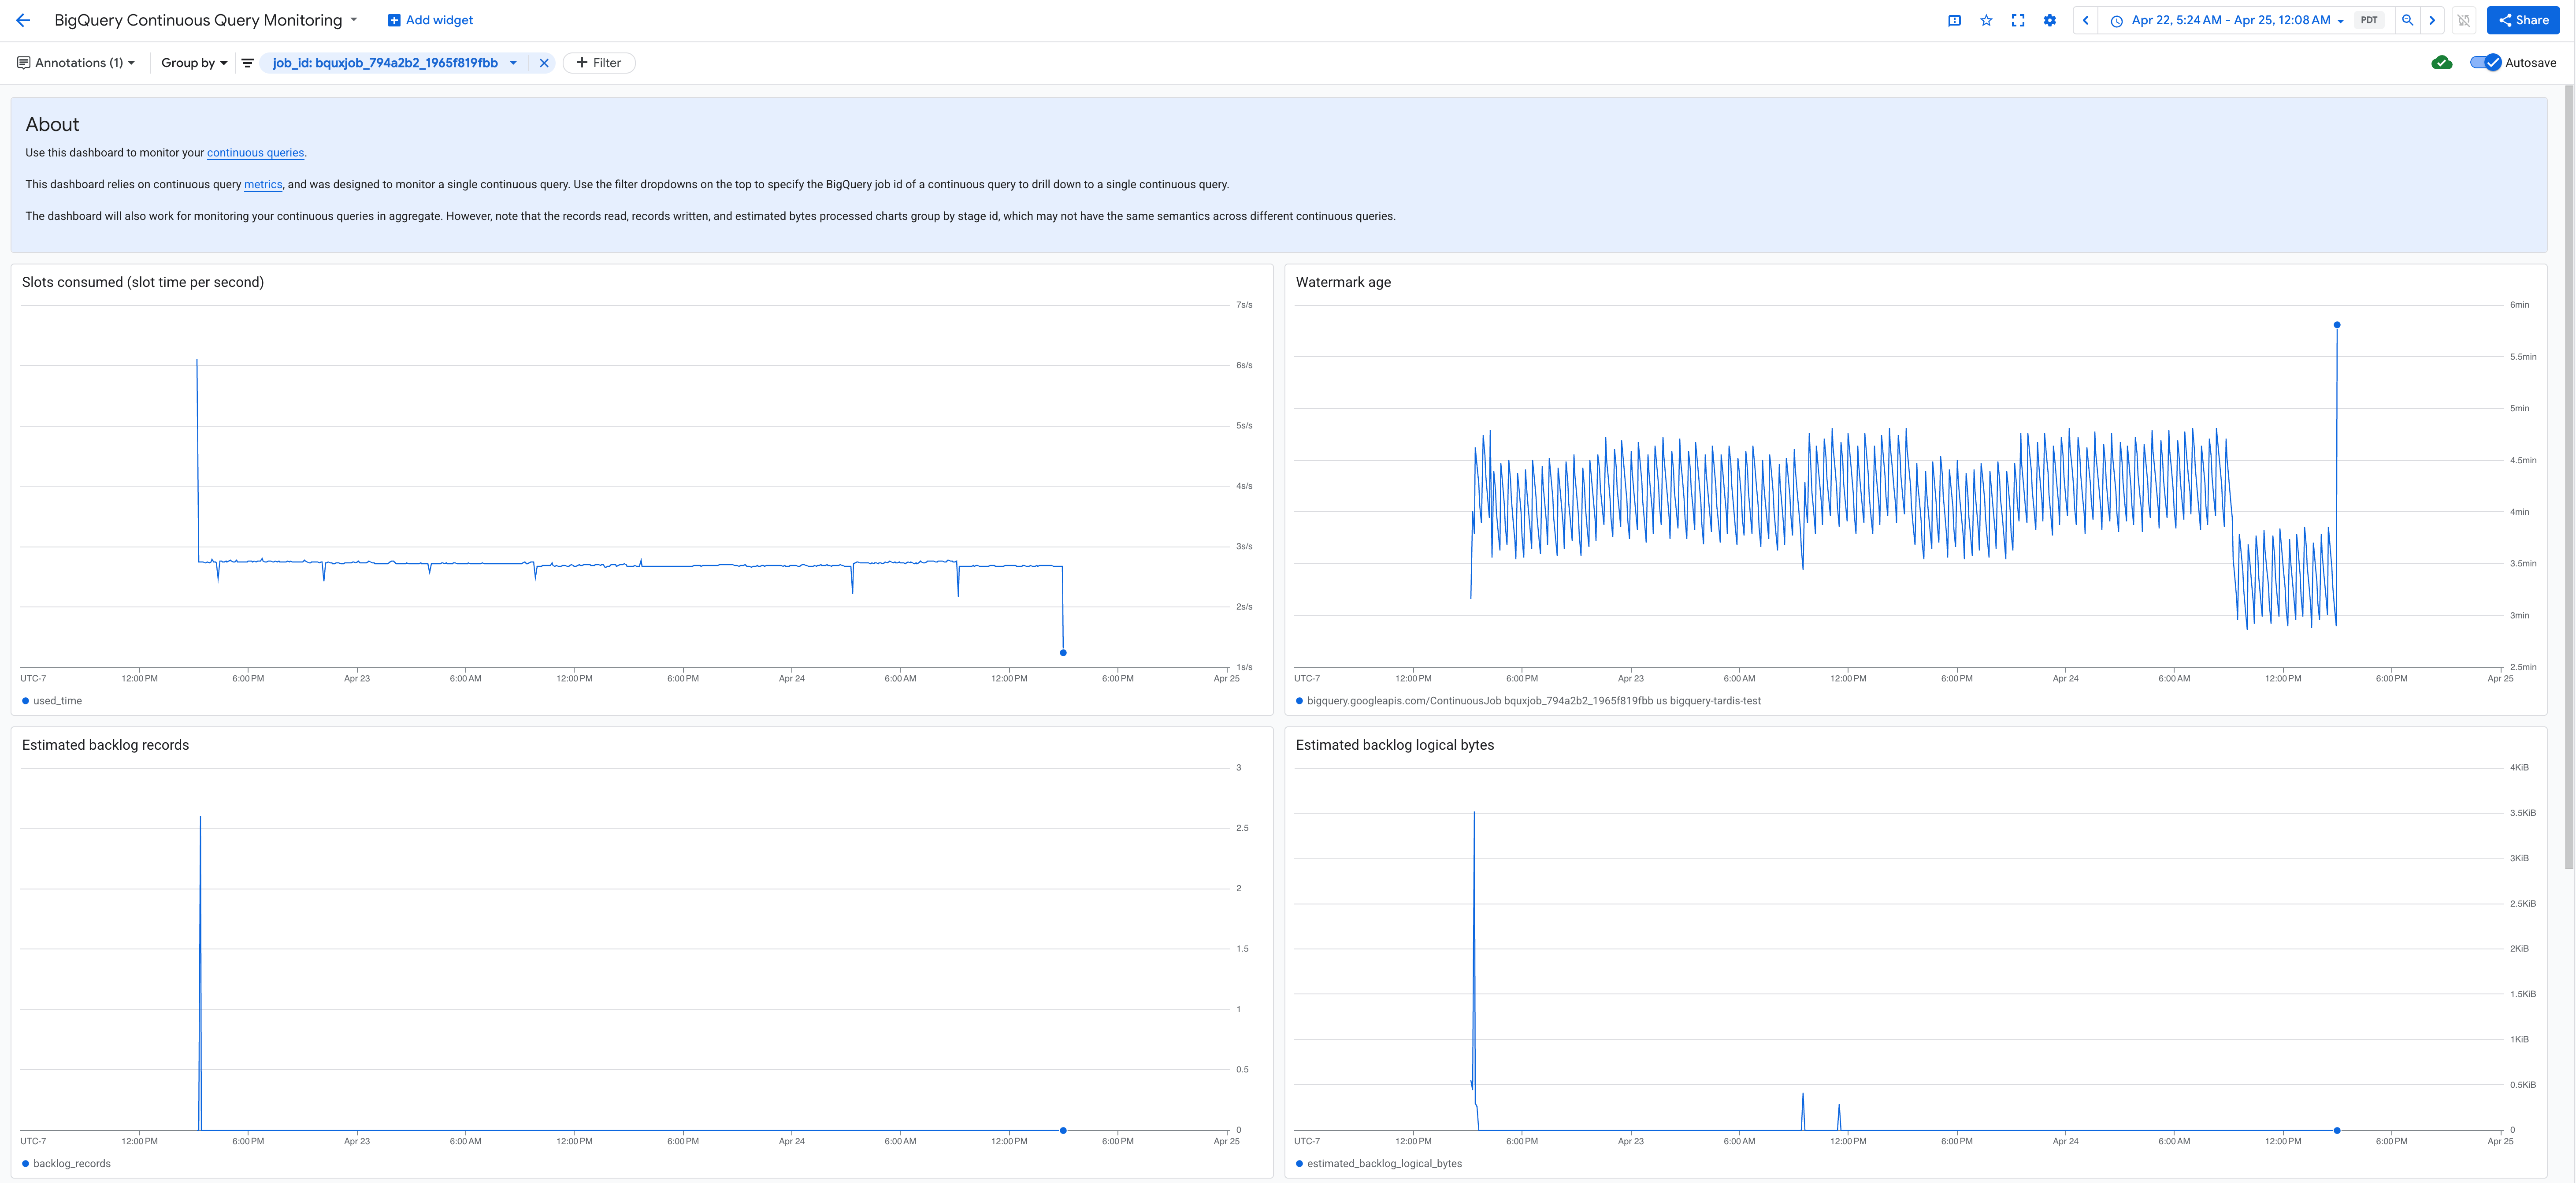 BigQuery Continuous Query Monitoring
Add widget
Apr 22, 5:24 AM - Apr 25, 12:08 AM
PDT
Share
Annotations (1)
Group by
job_id: bquxjob_794a2b2_1965f819fbb
Filter
Autosave
About
Use this dashboard to monitor your continuous queries.
This dashboard relies on continuous query metrics, and was designed to monitor a single continuous query. Use the filter dropdowns on the top to specify the BigQuery job id of a continuous query to drill down to a single continuous query.
The dashboard will also work for monitoring your continuous queries in aggregate. However, note that the records read, records written, and estimated bytes processed charts group by stage id, which may not have the same semantics across different continuous queries.
Slots consumed (slot time per second)
7s/s
6s/s
5s/s
4s/s
3s/s
2s/s
1s/s
UTC-7 12:00 PM 6:00 PM Apr 23 6:00 AM 12:00 PM 6:00 PM Apr 24 6:00 AM 12:00 PM 6:00 PM Apr 25
used_time
Watermark age
6min
5.5min
5min
4.5min
4min
3.5min
3min
2.5min
UTC-7 12:00 PM 6:00 PM Apr 23 6:00 AM 12:00 PM 6:00 PM Apr 24 6:00 AM 12:00 PM 6:00 PM Apr 25
bigquery.googleapis.com/ContinuousJob bquxjob_794a2b2_1965f819fbb us bigquery-tardis-test
Estimated backlog records
3
2.5
2
1.5
1
0.5
0
UTC-7 12:00 PM 6:00 PM Apr 23 6:00 AM 12:00 PM 6:00 PM Apr 24 6:00 AM 12:00 PM 6:00 PM Apr 25
backlog_records
Estimated backlog logical bytes
4KiB
3.5KiB
3KiB
2.5KiB
2KiB
1.5KiB
1KiB
0.5KiB
0
UTC-7 12:00 PM 6:00 PM Apr 23 6:00 AM 12:00 PM 6:00 PM Apr 24 6:00 AM 12:00 PM 6:00 PM Apr 25
estimated_backlog_logical_bytes